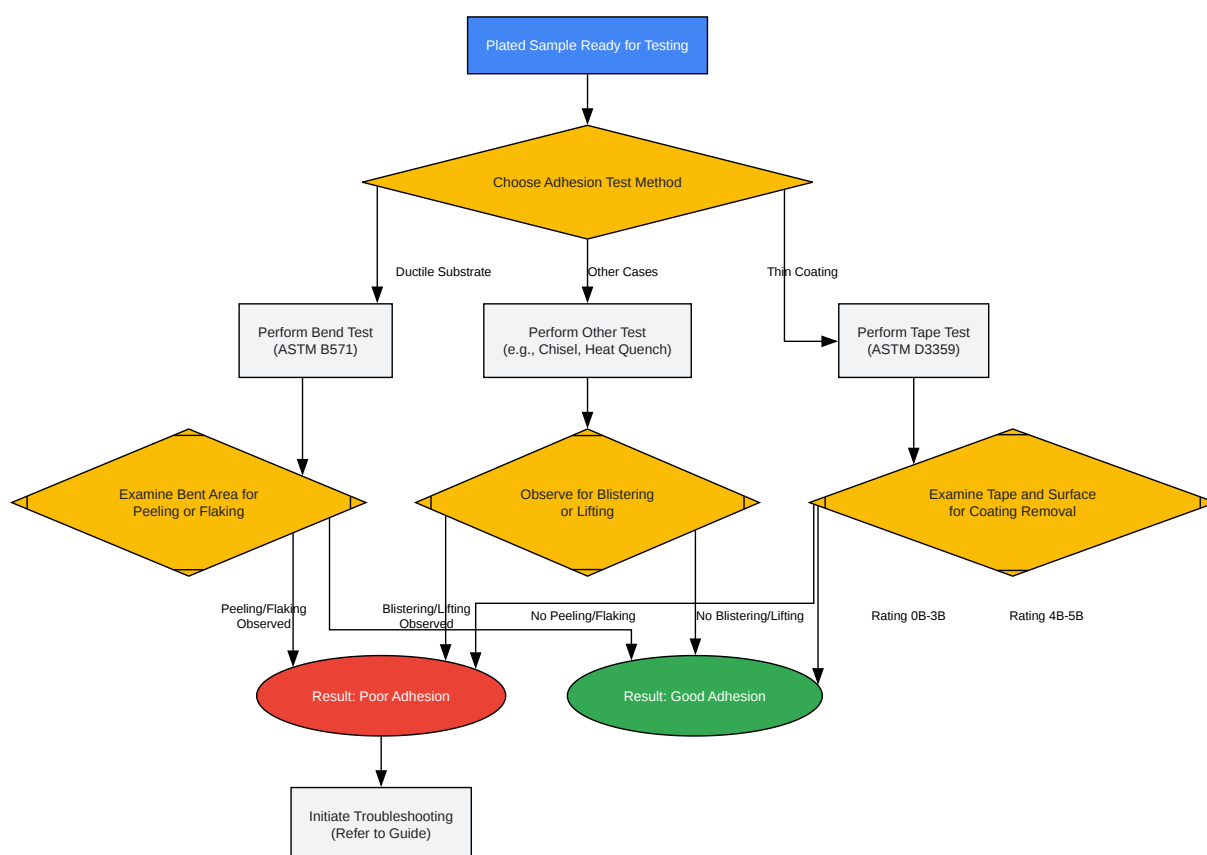 Plated Sample Ready for Testing
Choose Adhesion Test Method
Ductile Substrate
Other Cases
Thin Coating
Perform Bend Test
(ASTM B571)
Perform Other Test
(e.g., Chisel, Heat Quench)
Perform Tape Test
(ASTM D3359)
Examine Bent Area for
Peeling or Flaking
Observe for Blistering
or Lifting
Examine Tape and Surface
for Coating Removal
Peeling/Flaking
Observed
Blistering/Lifting
Observed
No Peeling/Flaking
No Blistering/Lifting
Rating 0B-3B
Rating 4B-5B
Result: Poor Adhesion
Result: Good Adhesion
Initiate Troubleshooting
(Refer to Guide)